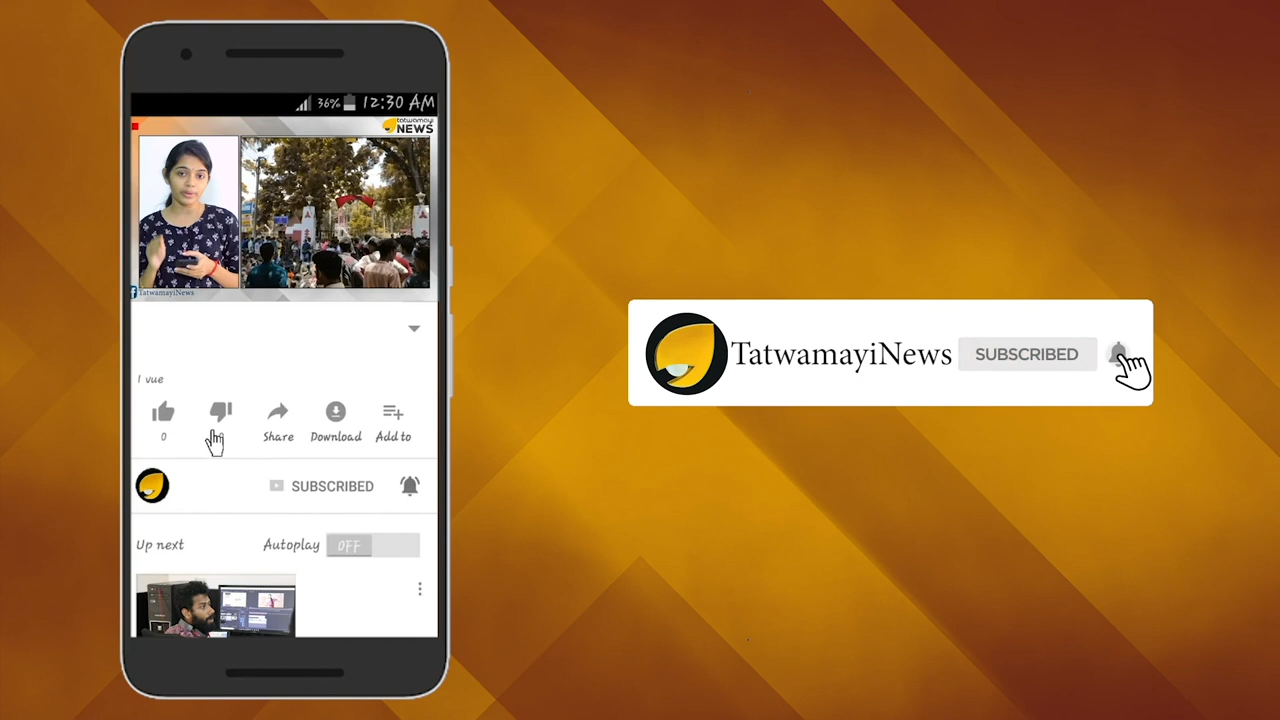 36% 12:30 AM
tatwamayi
NEWS
TatwamayiNews
1 vue
0 Share Download Add to
SUBSCRIBED
Up next Autoplay OFF
TatwamayiNews SUBSCRIBED